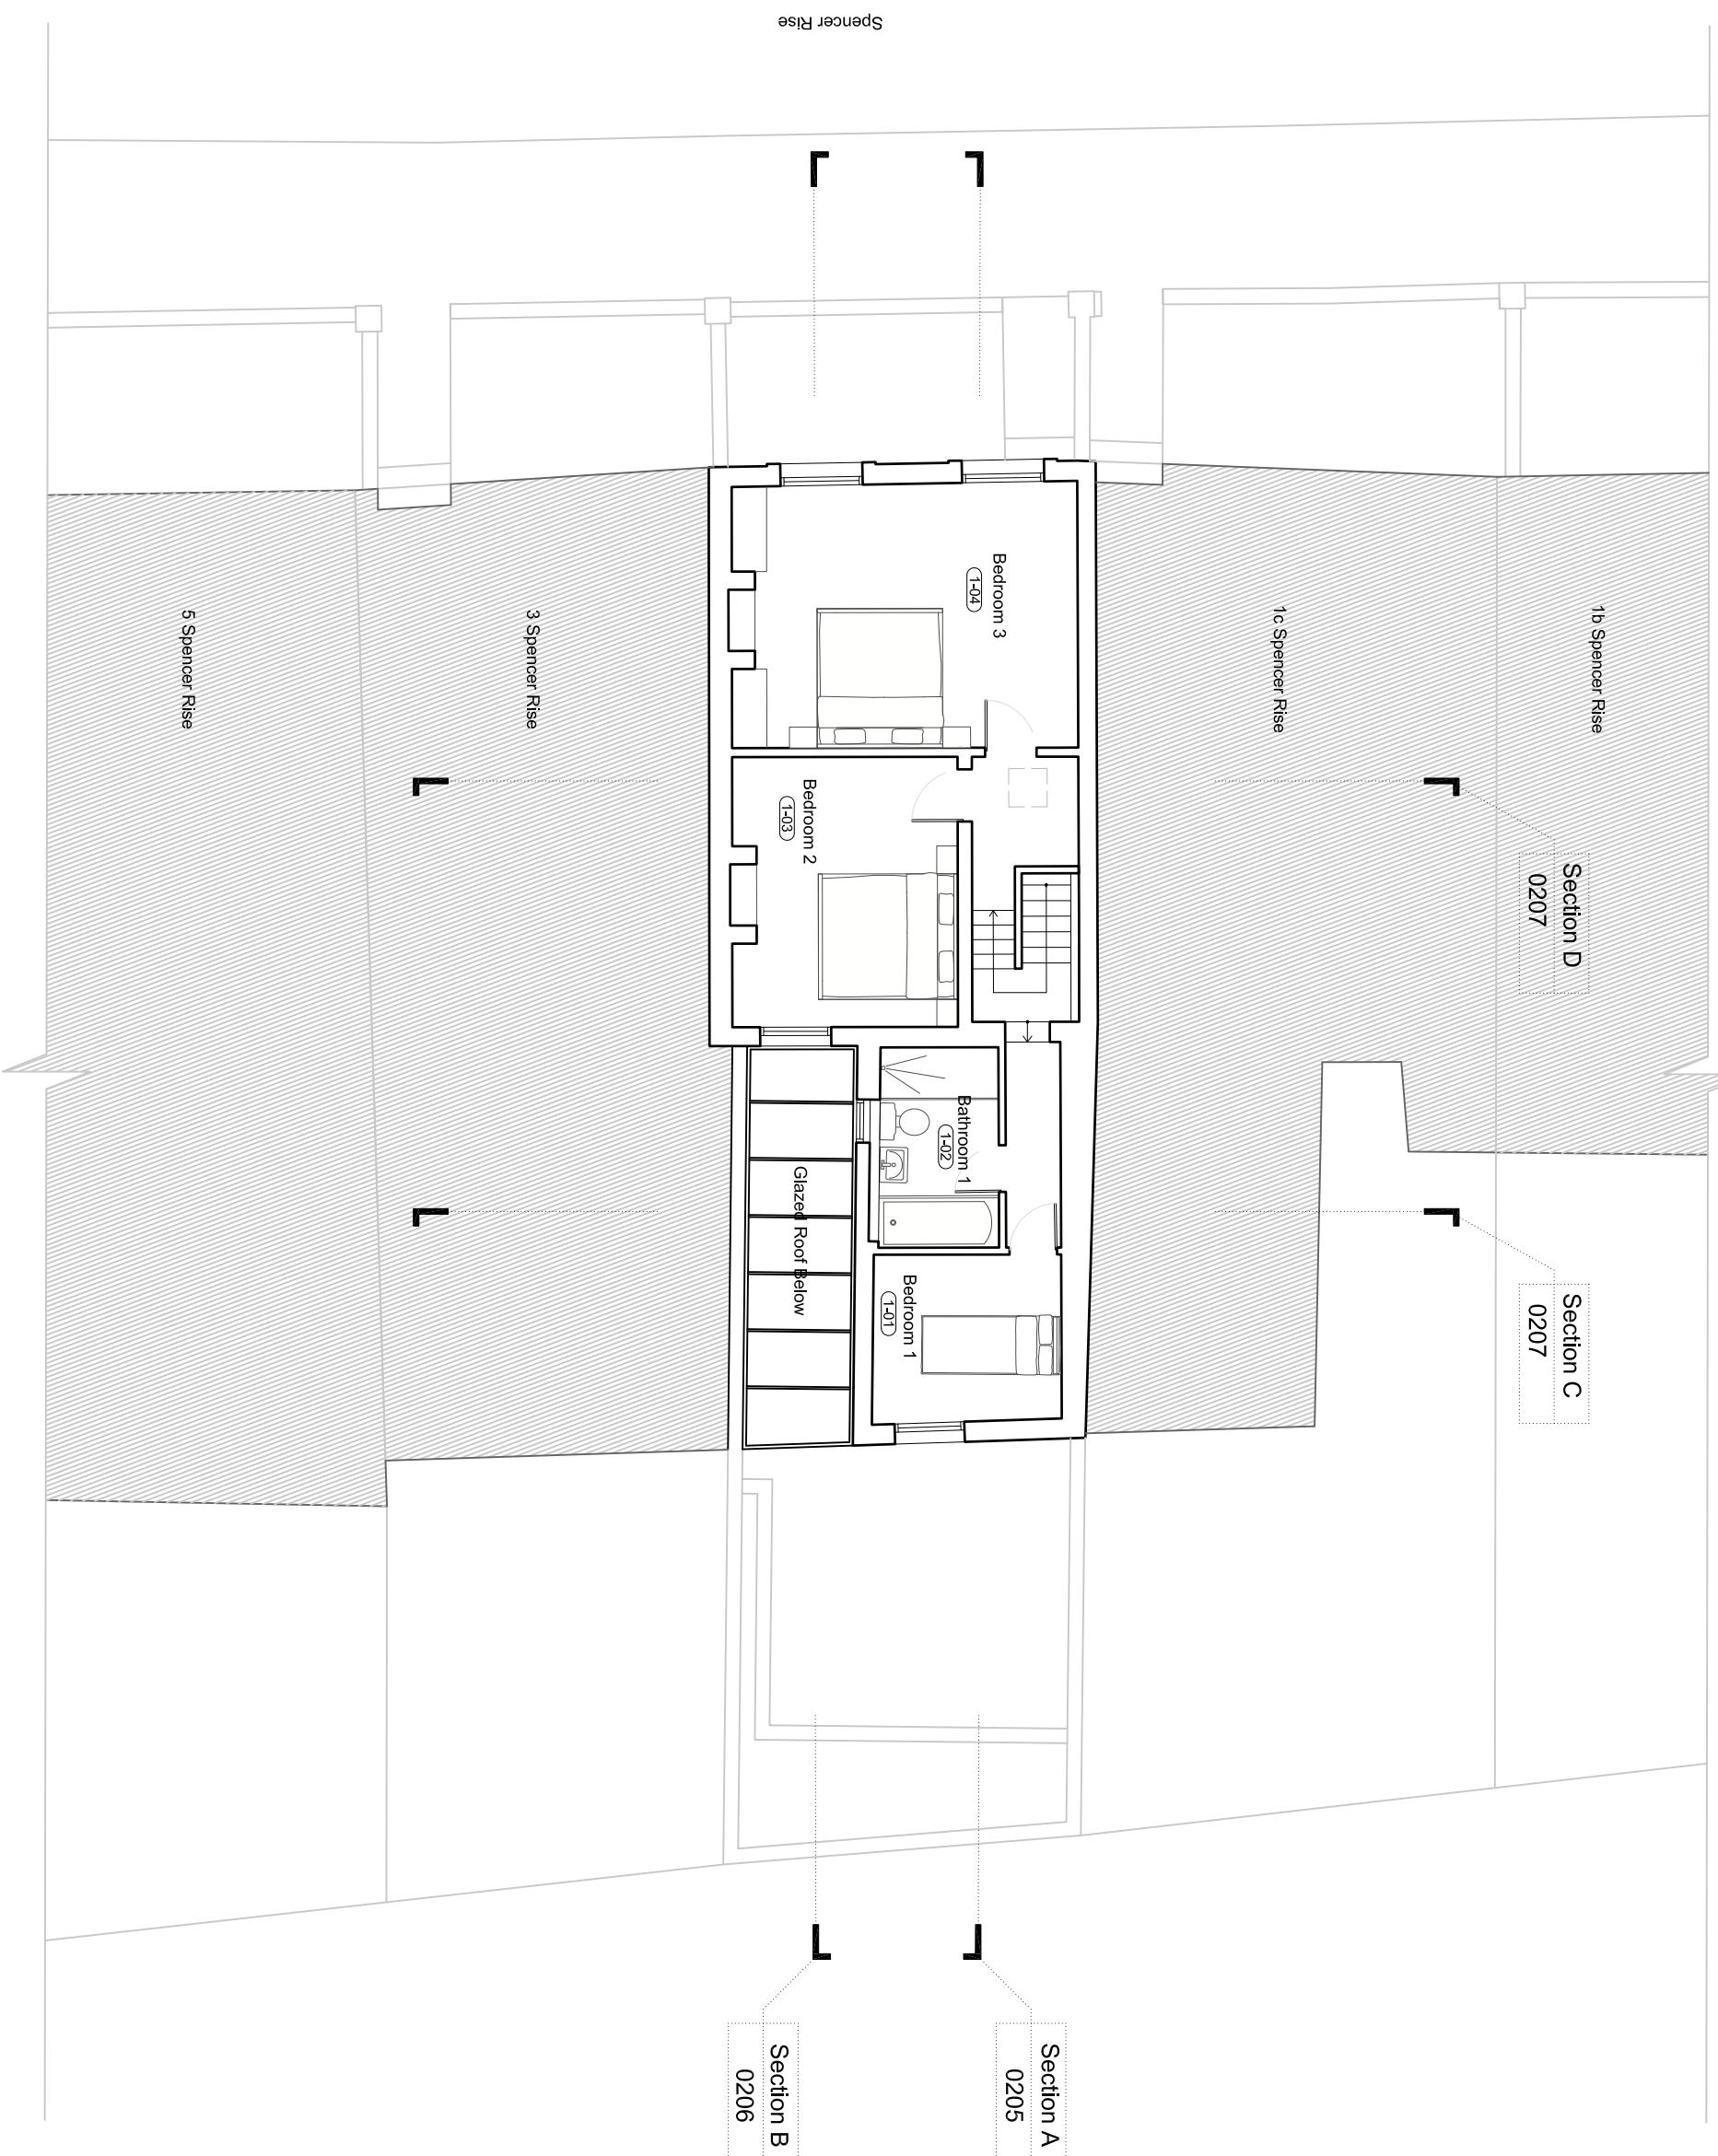 Spencer Rise
Bedroom 3
1-04
5 Spencer Rise
3 Spencer Rise
1c Spencer Rise
1b Spencer Rise
Bedroom 2
1-03
Section D
0207
Bathroom 1
1-02
Glazed Roof Below
Bedroom 1
1-01
Section C
0207
Section B
0206
Section A
0205